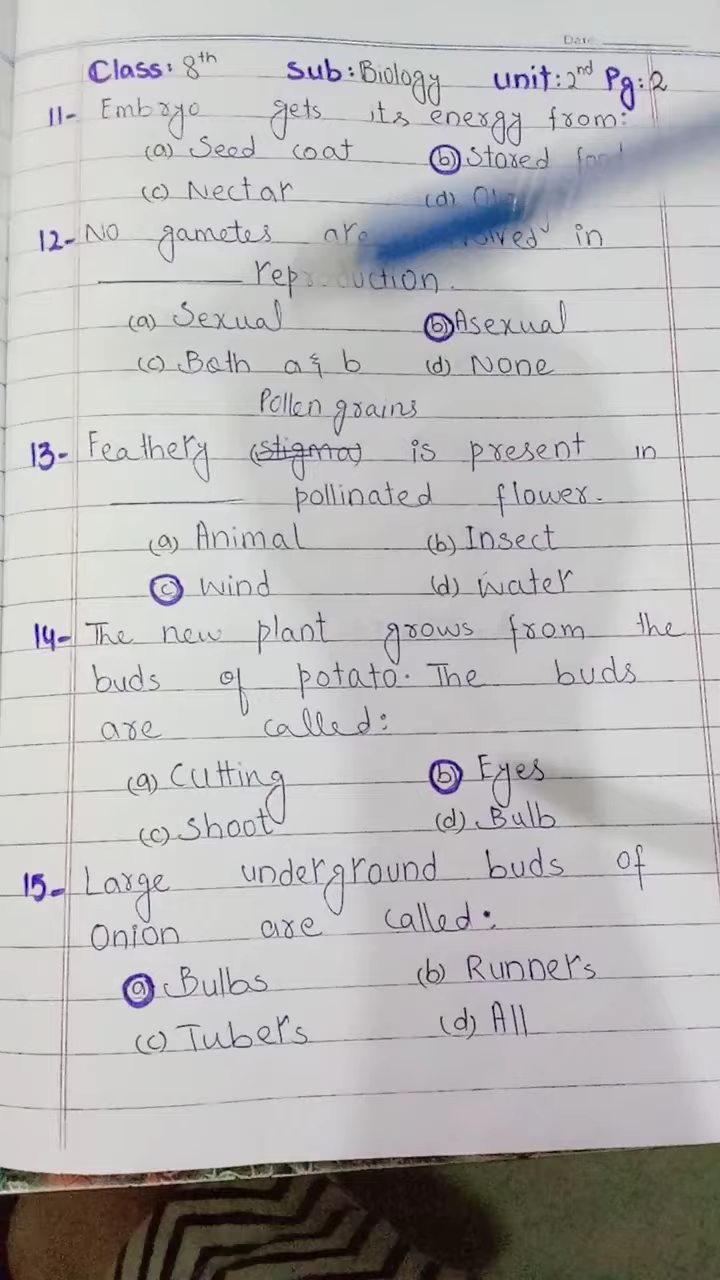 Date
Class: 8th Sub: Biology unit: 2nd Pg: 2
11- Embryo gets its energy from:
(a) Seed coat (b) Stored
(c) Nectar (d)
12- No gametes are in
________ reproduction.
(a) Sexual (b) Asexual
(c) Both a & b (d) None
Pollen grains
13- Feathery (stigma) is present in
________ pollinated flower.
(a) Animal (b) Insect
(c) Wind (d) water
14- The new plant grows from the
buds of potato. The buds
are called:
(a) Cutting (b) Eyes
(c) Shoot (d) Bulb
15- Large underground buds of
Onion are called:
(a) Bulbs (b) Runners
(c) Tubers (d) All